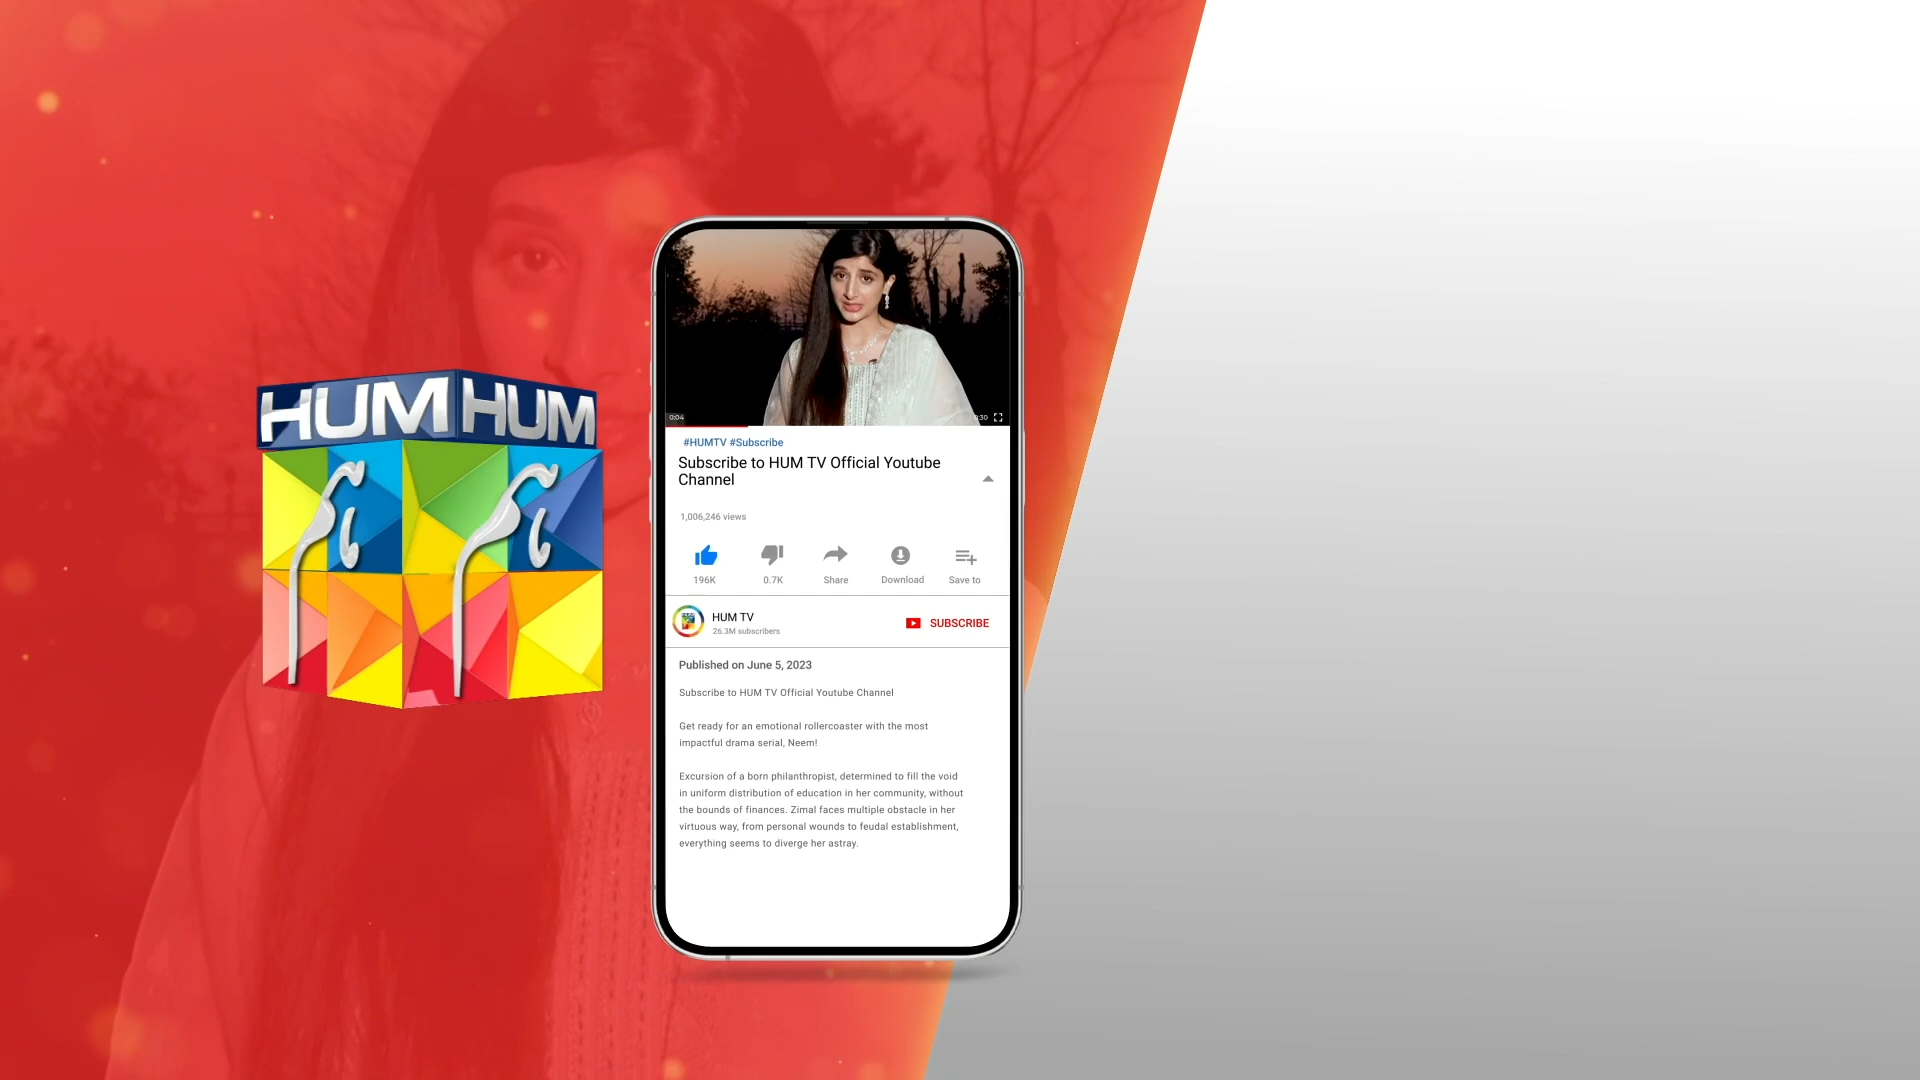 HUM HUM
0:04
0:30
#HUMTV #Subscribe
Subscribe to HUM TV Official Youtube
Channel
1,006,246 views
196K
0.7K
Share
Download
Save to
HUM TV
26.3M subscribers
SUBSCRIBE
Published on June 5, 2023
Subscribe to HUM TV Official Youtube Channel
Get ready for an emotional rollercoaster with the most
impactful drama serial, Neem!
Excursion of a born philanthropist, determined to fill the void
in uniform distribution of education in her community, without
the bounds of finances. Zimal faces multiple obstacle in her
virtuous way, from personal wounds to feudal establishment,
everything seems to diverge her astray.